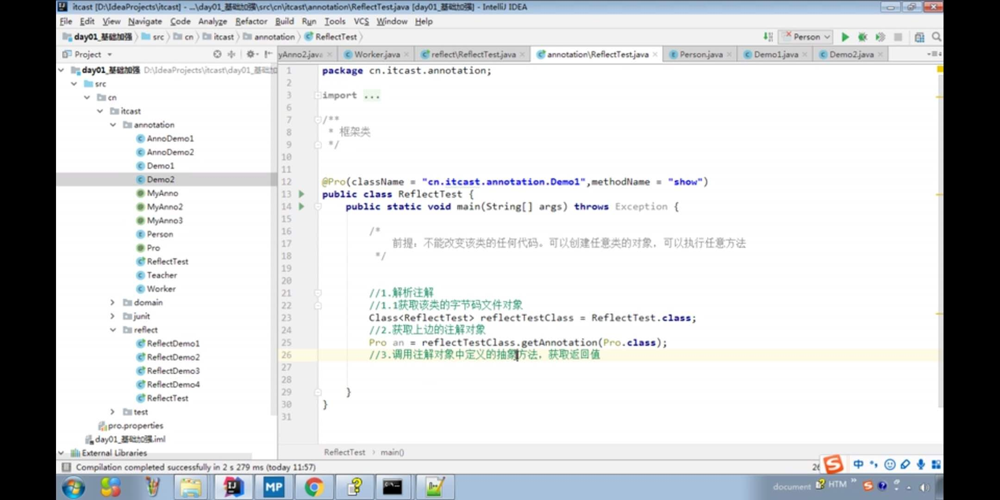 itcast [D:\IdeaProjects\itcast] - ...\day01_基础加强\src\cn\itcast\annotation\ReflectTest.java [day01_基础加强] - IntelliJ IDEA
File Edit View Navigate Code Analyze Refactor Build Run Tools VCS Window Help
day01_基础加强 src cn itcast annotation ReflectTest Person
Project
yAnno2.java Worker.java reflect\ReflectTest.java annotation\ReflectTest.java Person.java Demo1.java Demo2.java
day01_基础加强 D:\IdeaProjects\itcast\day01_基础加
src
cn
itcast
annotation
AnnoDemo1
AnnoDemo2
Demo1
Demo2
MyAnno
MyAnno2
MyAnno3
Person
Pro
ReflectTest
Teacher
Worker
domain
junit
reflect
ReflectDemo1
ReflectDemo2
ReflectDemo3
ReflectDemo4
ReflectTest
test
pro.properties
day01_基础加强.iml
External Libraries
1 package cn.itcast.annotation;
2
3 import ...
6
7 /**
8 * 框架类
9 */
10
11
12 @Pro(className = "cn.itcast.annotation.Demo1",methodName = "show")
13 public class ReflectTest {
14 public static void main(String[] args) throws Exception {
15
16 /*
17 前提：不能改变该类的任何代码。可以创建任意类的对象，可以执行任意方法
18 */
19
20
21 //1.解析注解
22 //1.1获取该类的字节码文件对象
23 Class<ReflectTest> reflectTestClass = ReflectTest.class;
24 //2.获取上边的注解对象
25 Pro an = reflectTestClass.getAnnotation(Pro.class);
26 //3.调用注解对象中定义的抽象方法，获取返回值
27
28
29 }
30 }
31
ReflectTest main()
Compilation completed successfully in 2 s 279 ms (today 11:57)
中
MP
document HTM